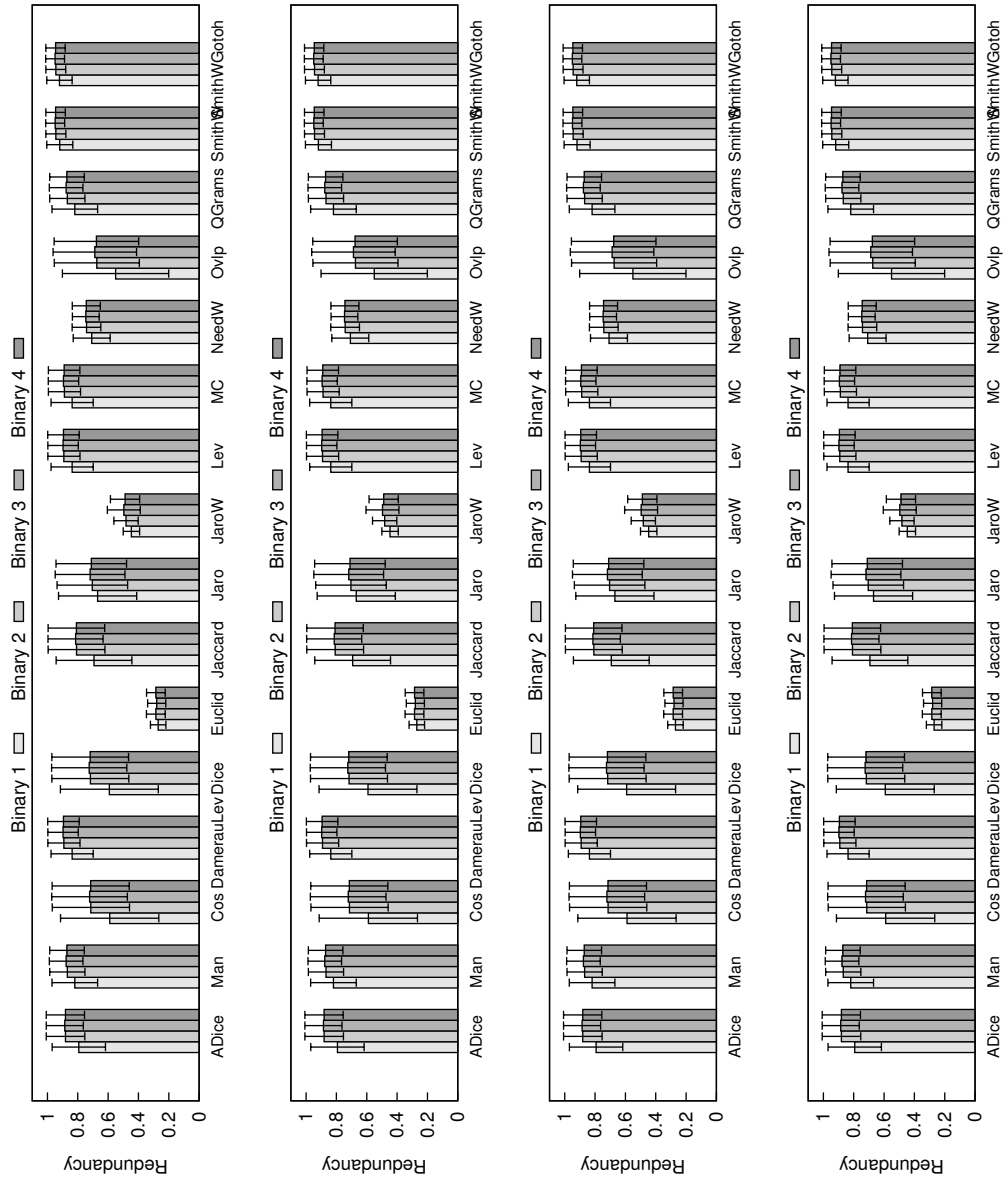 Binary 1 Binary 2 Binary 3 Binary 4
Redundancy
1
0.8
0.6
0.4
0.2
0
ADice Man Cos DamerauLev Dice Euclid Jaccard Jaro JaroW Lev MC NeedW Ovlp QGrams SmithW SmithWGotoh
Binary 1 Binary 2 Binary 3 Binary 4
Redundancy
1
0.8
0.6
0.4
0.2
0
ADice Man Cos DamerauLev Dice Euclid Jaccard Jaro JaroW Lev MC NeedW Ovlp QGrams SmithW SmithWGotoh
Binary 1 Binary 2 Binary 3 Binary 4
Redundancy
1
0.8
0.6
0.4
0.2
0
ADice Man Cos DamerauLev Dice Euclid Jaccard Jaro JaroW Lev MC NeedW Ovlp QGrams SmithW SmithWGotoh
Binary 1 Binary 2 Binary 3 Binary 4
Redundancy
1
0.8
0.6
0.4
0.2
0
ADice Man Cos DamerauLev Dice Euclid Jaccard Jaro JaroW Lev MC NeedW Ovlp QGrams SmithW SmithWGotoh